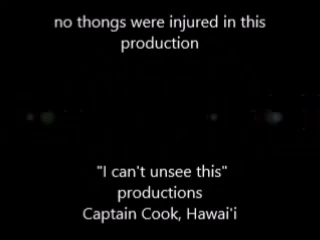 no thongs were injured in this
production
"I can't unsee this"
productions
Captain Cook, Hawai'i